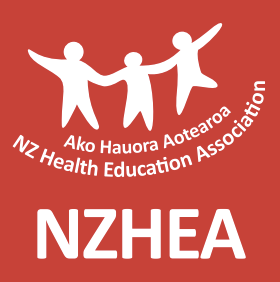 Ako Hauora Aotearoa
NZ Health Education Association
NZHEA